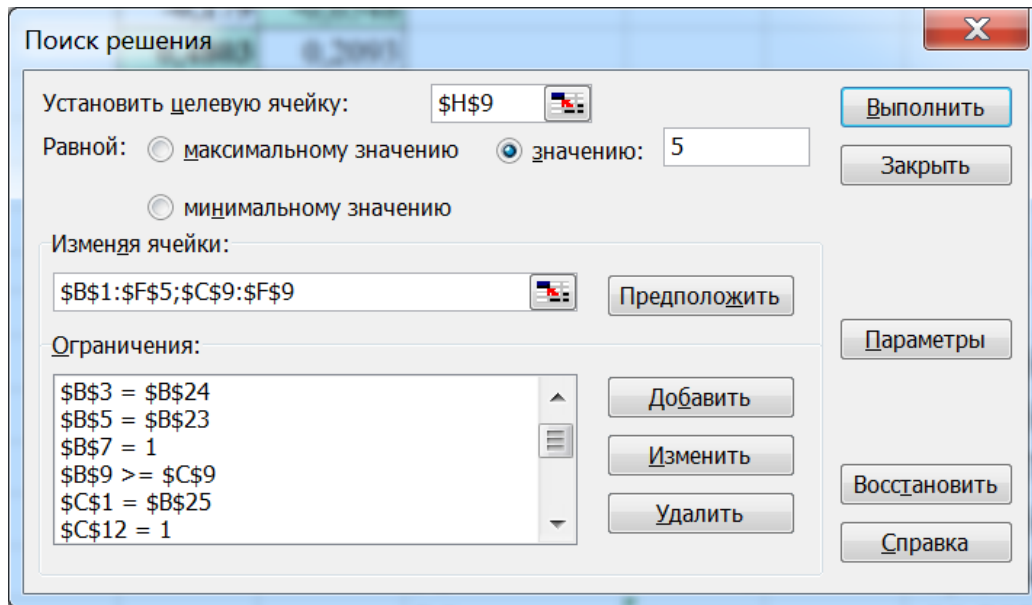 Поиск решения
Установить целевую ячейку: $H$9
Выполнить
Равной: максимальному значению значению: 5
Закрыть
минимальному значению
Изменяя ячейки:
$B$1:$F$5;$C$9:$F$9
Предположить
Ограничения:
Параметры
$B$3 = $B$24
$B$5 = $B$23
$B$7 = 1
$B$9 >= $C$9
$C$1 = $B$25
$C$12 = 1
Добавить
Изменить
Удалить
Восстановить
Справка